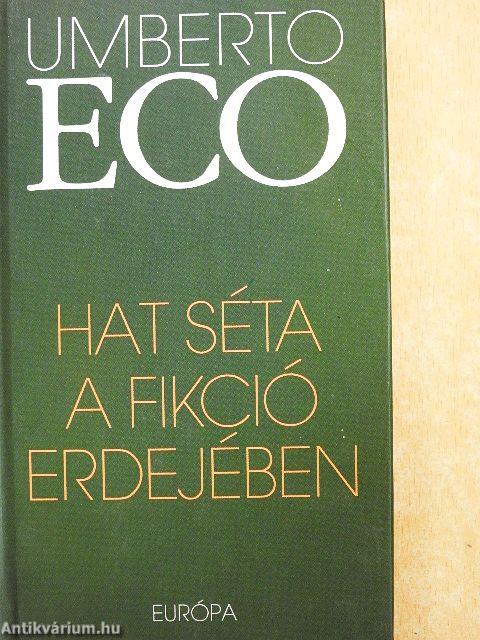 UMBERTO
ECO
HAT SÉTA
A FIKCIÓ
ERDEJÉBEN
EURÓPA
Antikvárium.hu